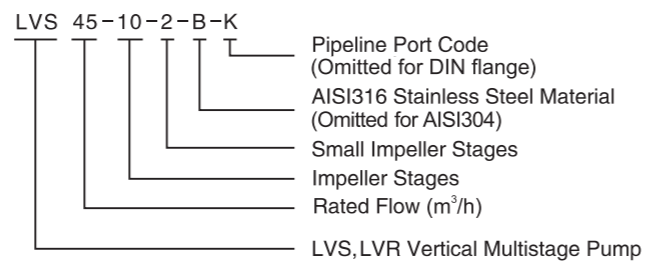 LVS 45-10-2-B-K
Pipeline Port Code
(Omitted for DIN flange)
AISI316 Stainless Steel Material
(Omitted for AISI304)
Small Impeller Stages
Impeller Stages
Rated Flow (m³/h)
LVS, LVR Vertical Multistage Pump